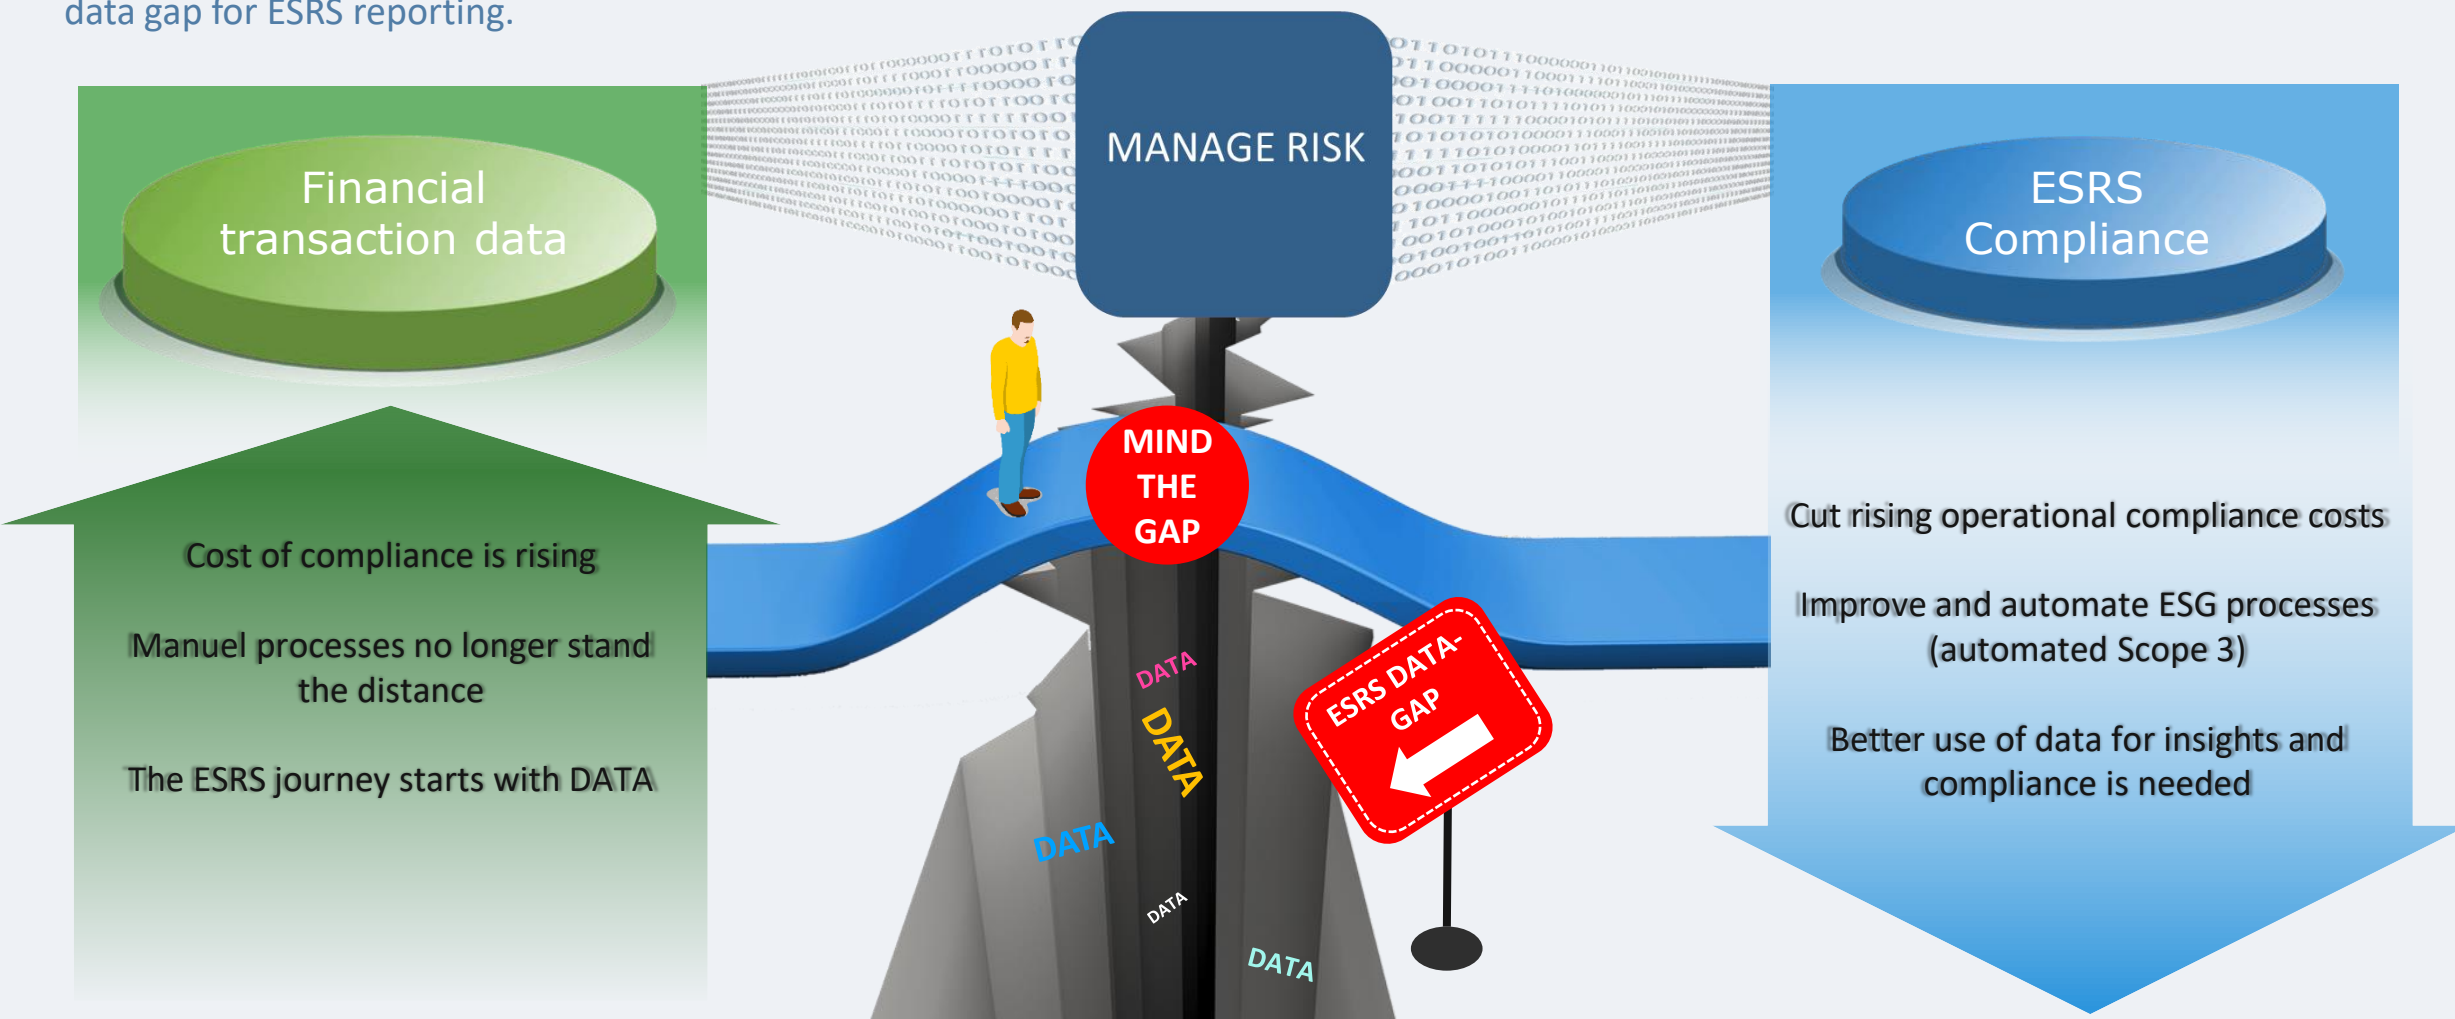 data gap for ESRS reporting.
MANAGE RISK
Financial
transaction data
ESRS
Compliance
MIND
THE
GAP
Cost of compliance is rising
Manuel processes no longer stand
the distance
The ESRS journey starts with DATA
DATA
DATA
DATA
DATA
DATA
ESRS DATA-
GAP
Cut rising operational compliance costs
Improve and automate ESG processes
(automated Scope 3)
Better use of data for insights and
compliance is needed